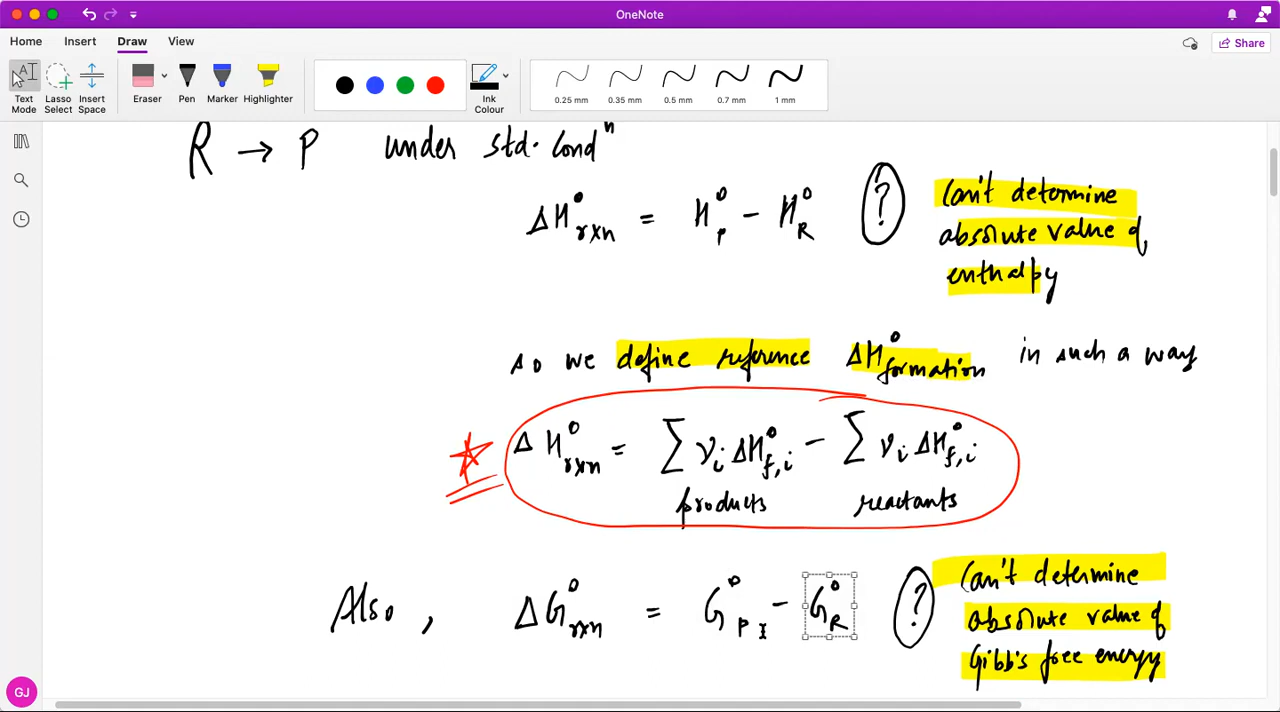 OneNote
Home Insert Draw View
Share
Text Mode
Lasso Select
Insert Space
Eraser
Pen
Marker
Highlighter
Ink Colour
0.25 mm 0.35 mm 0.5 mm 0.7 mm 1 mm
R → P under std. condⁿ
ΔH°rxn = H°P − H°R ?
Can't determine
absolute value of
enthalpy
so we define reference ΔH°formation in such a way
ΔH°rxn = ∑ νi ΔH°f,i − ∑ νi ΔH°f,i
products reactants
Also, ΔG°rxn = G°P − G°R ?
Can't determine
absolute value of
Gibb's free energy
GJ